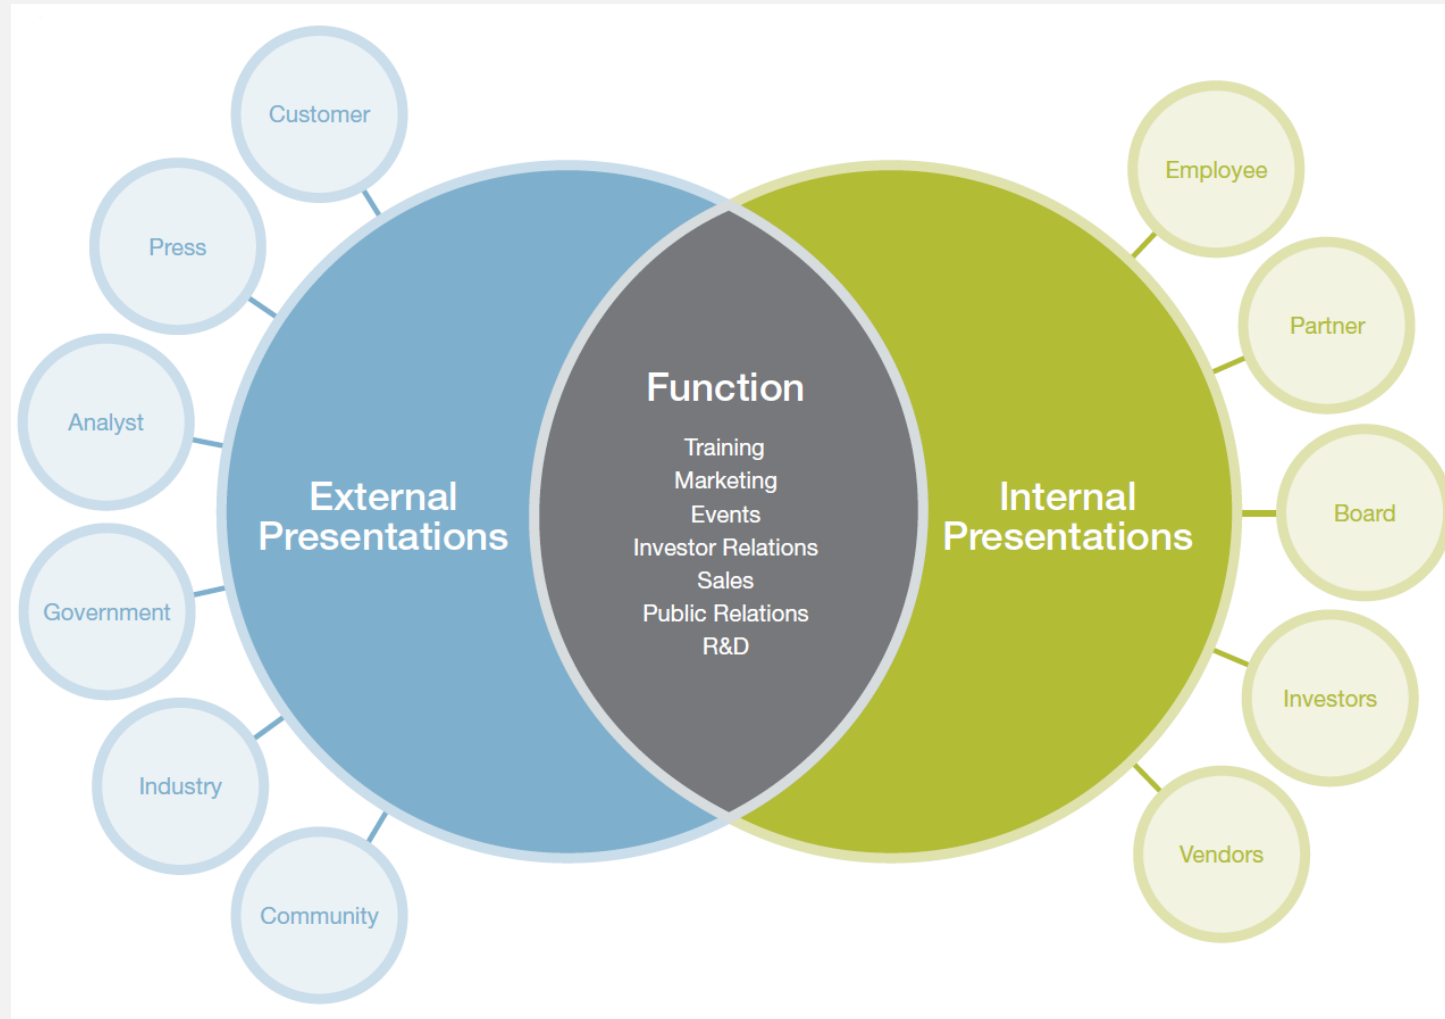 Customer
Press
Analyst
Government
Industry
Community
External
Presentations
Function
Training
Marketing
Events
Investor Relations
Sales
Public Relations
R&D
Internal
Presentations
Employee
Partner
Board
Investors
Vendors